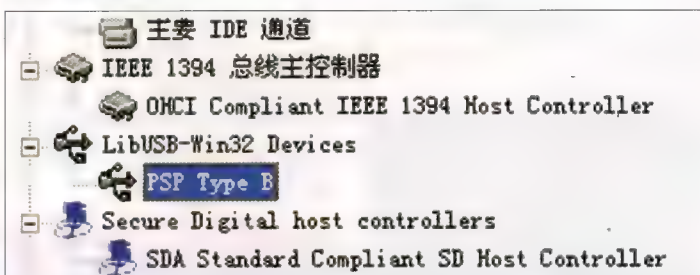 主要 IDE 通道
IEEE 1394 总线主控制器
OHCI Compliant IEEE 1394 Host Controller
LibUSB-Win32 Devices
PSP Type B
Secure Digital host controllers
SDA Standard Compliant SD Host Controller